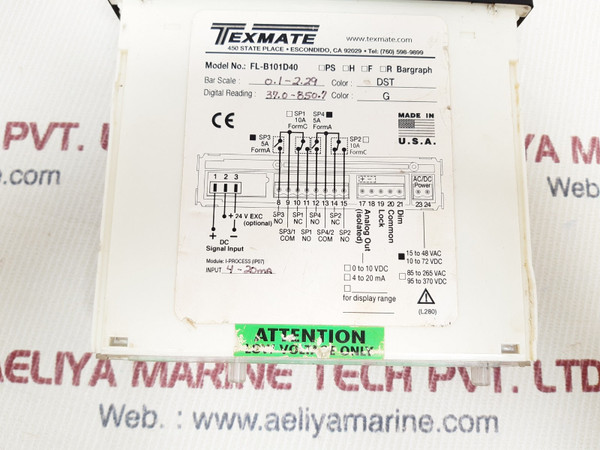 TEXMATE
www.texmate.com
450 STATE PLACE • ESCONDIDO, CA 92029 • Tel: (760) 598-9899
Model No.: FL-B101D40 □PS □H □F □R Bargraph
Bar Scale: 0.1-2.29 Color: DST
Digital Reading: 37.0-850.7 Color: G
CE
MADE IN
U.S.A.
SP3
5A
FormA
SP1
10A
FormC
SP4
5A
FormA
SP2
10A
FormC
1 2 3
+ -
AC/DC
Power
8 9 10 11 12 13 14 15
17 18 19 20 21
23 24
+ 24 V EXC
(optional)
+ -
DC
Signal Input
SP3 NO
SP3/1 COM
SP1 NC
SP1 NO
SP4 NO
SP4/2 COM
SP2 NC
SP2 NO
Analog Out
(isolated)
Lock
Common
Dim
15 to 48 VAC
10 to 72 VDC
85 to 265 VAC
95 to 370 VDC
0 to 10 VDC
4 to 20 mA
for display range
(L280)
Module: I-PROCESS (IP07)
INPUT 4-20ma
ATTENTION
LOW VOLTAGE ONLY
PVT. LTD
AELIYA MARINE TECH PVT. LTD
Web. : www.aeliyamarine.com